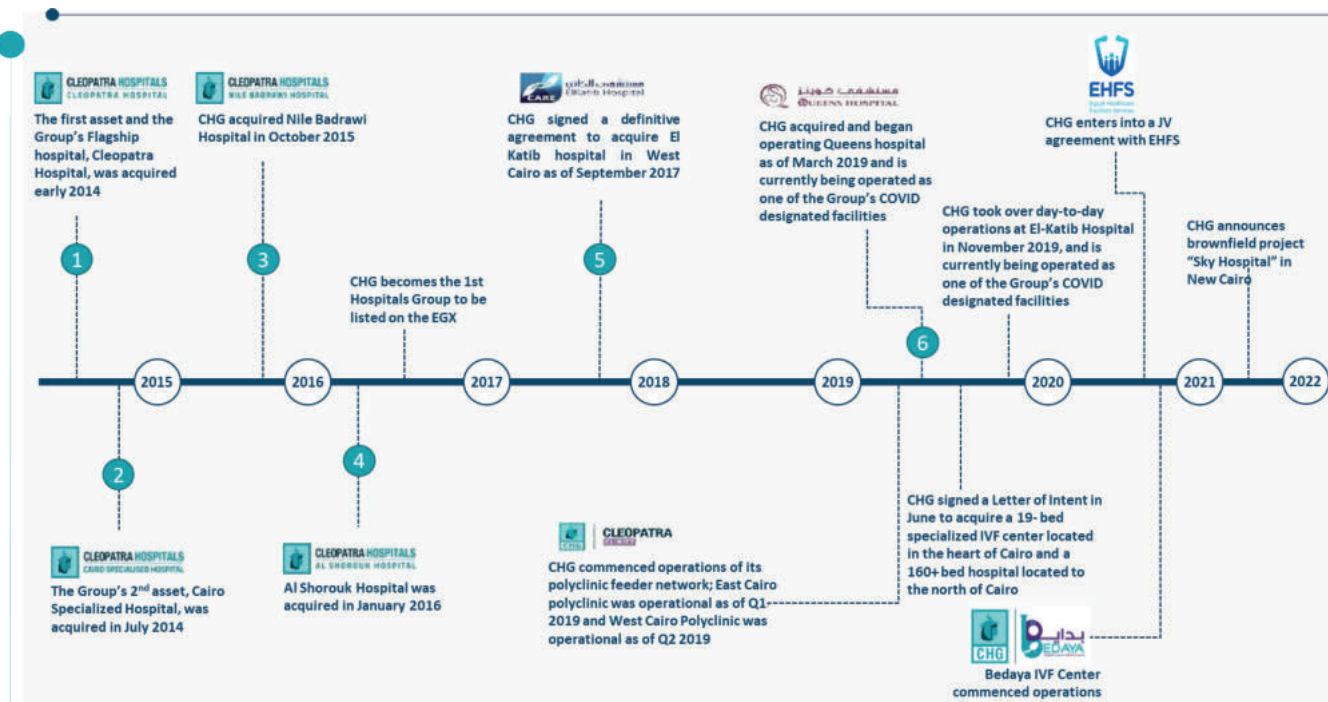 CLEOPATRA HOSPITALS
CLEOPATRA HOSPITAL
The first asset and the
Group's Flagship
hospital, Cleopatra
Hospital, was acquired
early 2014
CLEOPATRA HOSPITALS
NILE BADRAWI HOSPITAL
CHG acquired Nile Badrawi
Hospital in October 2015
CHG becomes the 1st
Hospitals Group to be
listed on the EGX
CARE
مستشفى الكاتب
ElKatib Hospital
CHG signed a definitive
agreement to acquire El
Katib hospital in West
Cairo as of September 2017
مستشفى كوينز
QUEENS HOSPITAL
CHG acquired and began
operating Queens hospital
as of March 2019 and is
currently being operated as
one of the Group's COVID
designated facilities
CHG took over day-to-day
operations at El-Katib Hospital
in November 2019, and is
currently being operated as
one of the Group's COVID
designated facilities
EHFS
Egypt Healthcare
Facilities Services
CHG enters into a JV
agreement with EHFS
CHG announces
brownfield project
"Sky Hospital" in
New Cairo
1
3
5
6
2015
2016
2017
2018
2019
2020
2021
2022
2
4
CLEOPATRA HOSPITALS
CAIRO SPECIALISED HOSPITAL
The Group's 2nd asset, Cairo
Specialized Hospital, was
acquired in July 2014
CLEOPATRA HOSPITALS
AL SHOROUK HOSPITAL
Al Shorouk Hospital was
acquired in January 2016
CHG
CLEOPATRA
CHG commenced operations of its
polyclinic feeder network; East Cairo
polyclinic was operational as of Q1
2019 and West Cairo Polyclinic was
operational as of Q2 2019
CHG signed a Letter of Intent in
June to acquire a 19- bed
specialized IVF center located
in the heart of Cairo and a
160+ bed hospital located to
the north of Cairo
CHG
بداية
BEDAYA
Bedaya IVF Center
commenced operations